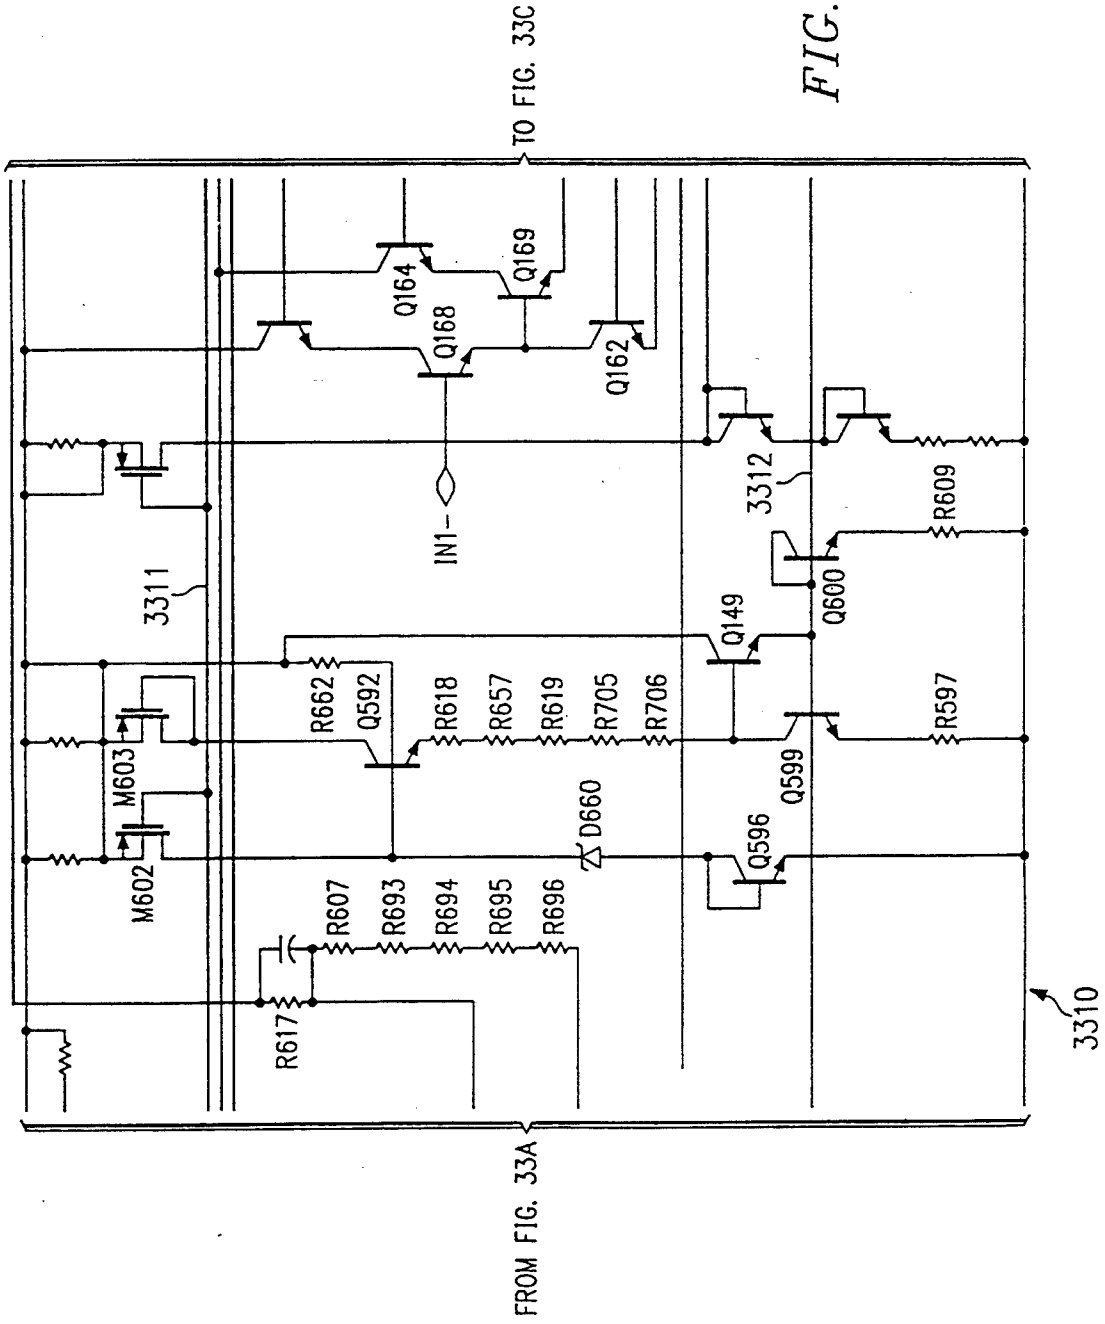 M602
M603
3311
R617
R607
R693
R694
R695
R696
R662
Q592
R618
R657
R619
R705
R706
Q164
Q168
Q169
IN1-
Q162
FROM FIG. 33A
TO FIG. 33C
D660
Q149
Q596
3312
Q599
Q600
R597
R609
3310
FIG.